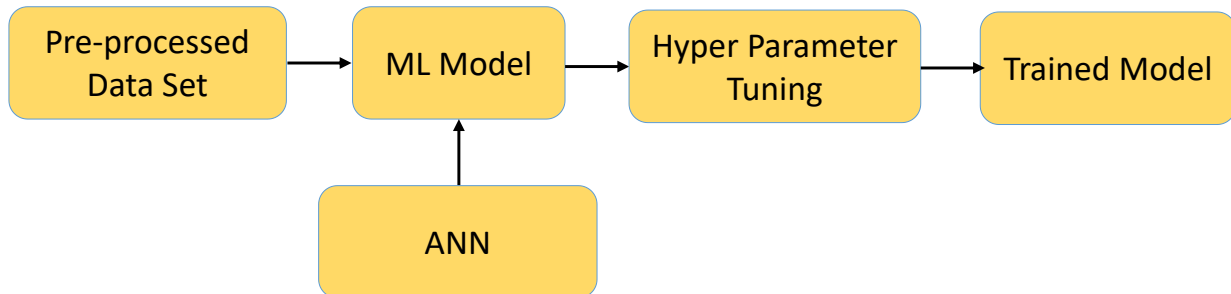 Pre-processed
Data Set
ML Model
Hyper Parameter
Tuning
Trained Model
ANN